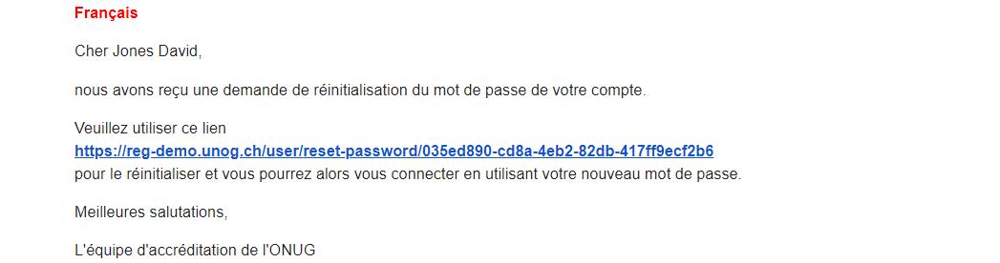 Français
Cher Jones David,
nous avons reçu une demande de réinitialisation du mot de passe de votre compte.
Veuillez utiliser ce lien
https://reg-demo.unog.ch/user/reset-password/035ed890-cd8a-4eb2-82db-417ff9ecf2b6
pour le réinitialiser et vous pourrez alors vous connecter en utilisant votre nouveau mot de passe.
Meilleures salutations,
L'équipe d'accréditation de l'ONUG